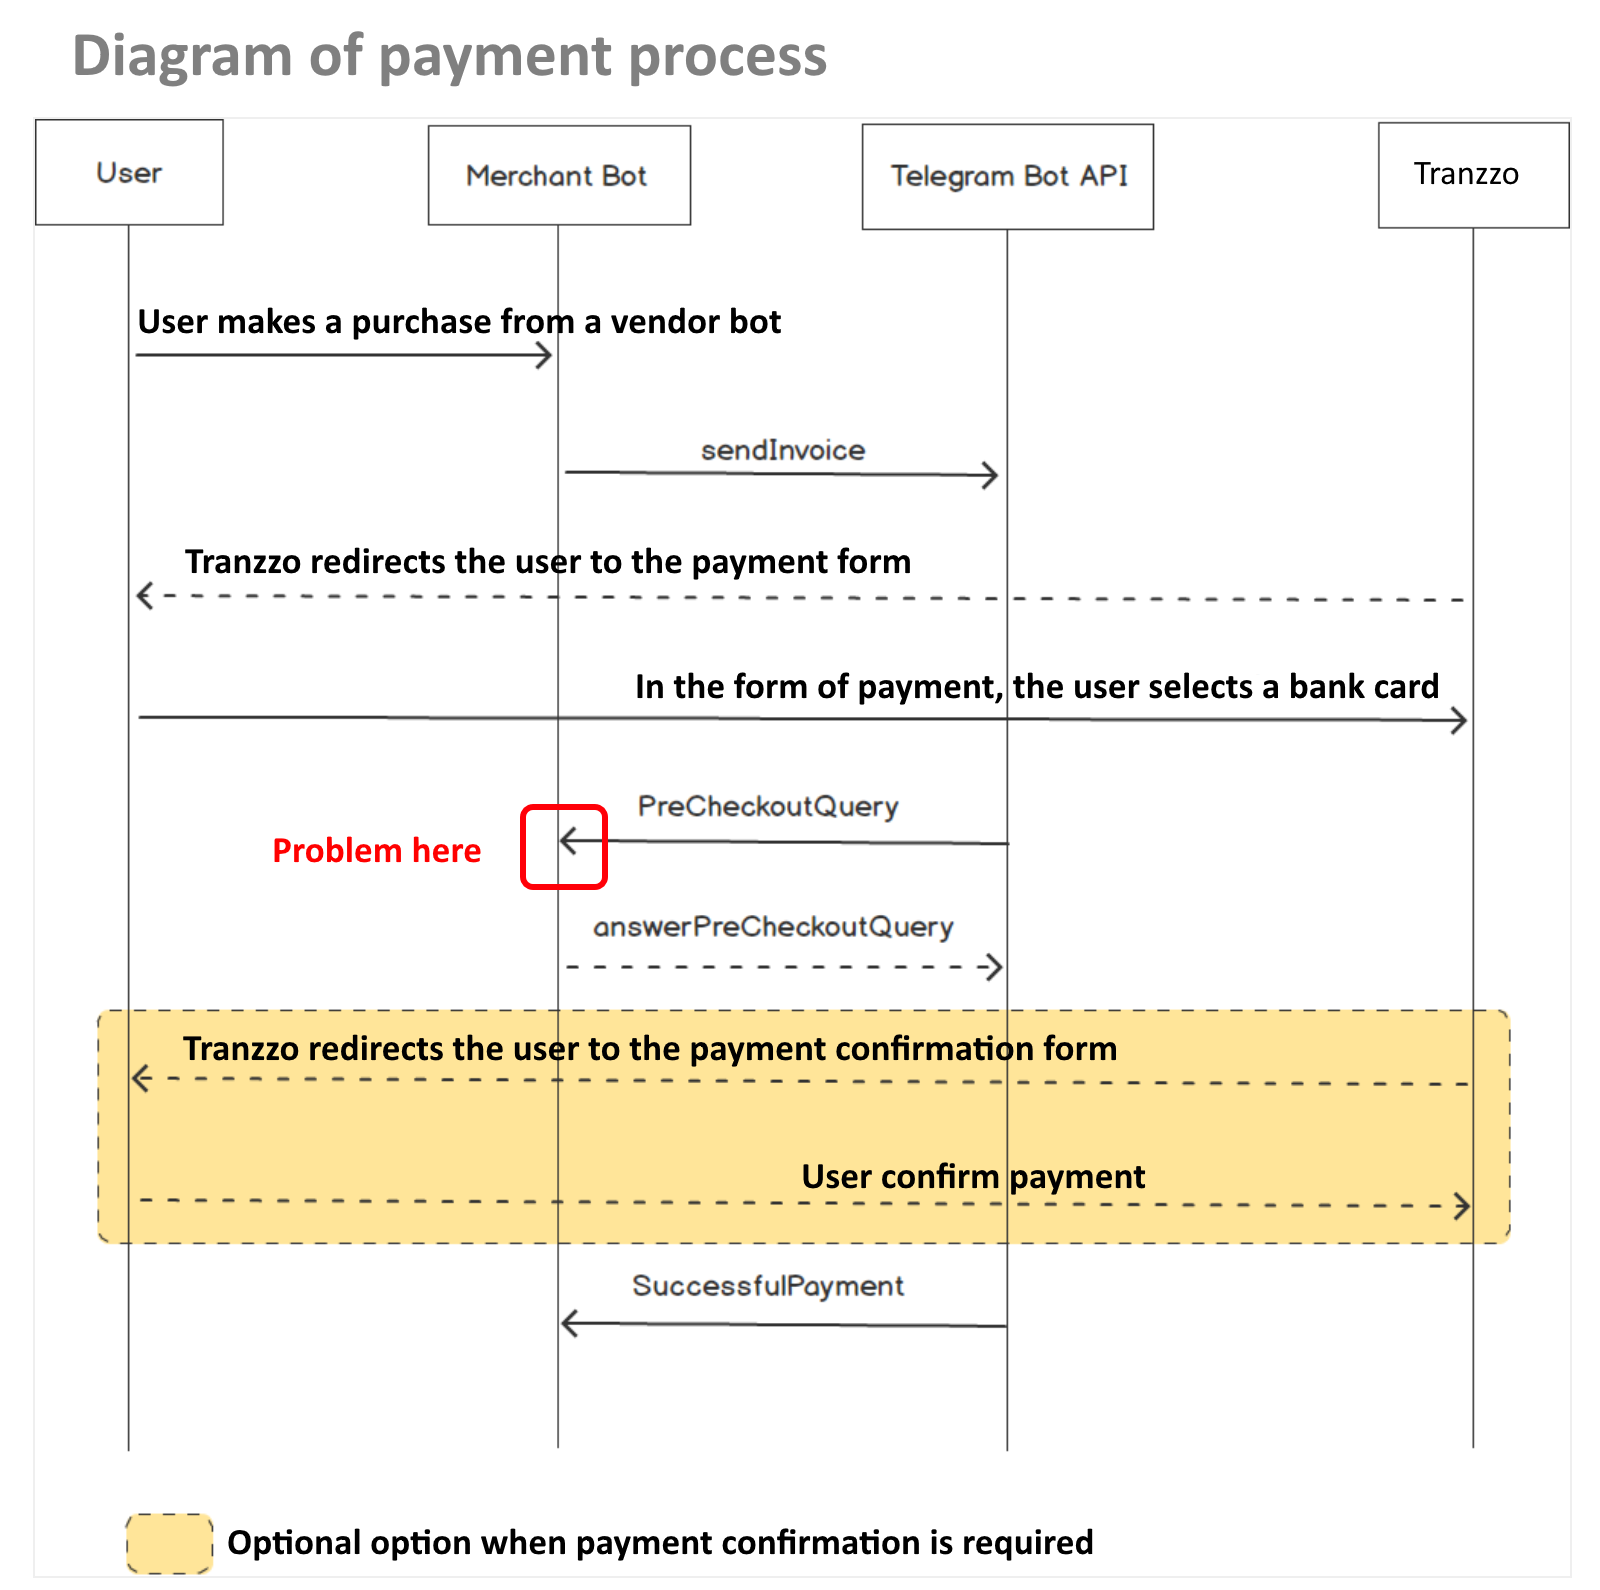 Diagram of payment process
User
Merchant Bot
Telegram Bot API
Tranzzo
User makes a purchase from a vendor bot
sendInvoice
Tranzzo redirects the user to the payment form
In the form of payment, the user selects a bank card
PreCheckoutQuery
Problem here
answerPreCheckoutQuery
Tranzzo redirects the user to the payment confirmation form
User confirm payment
SuccessfulPayment
Optional option when payment confirmation is required